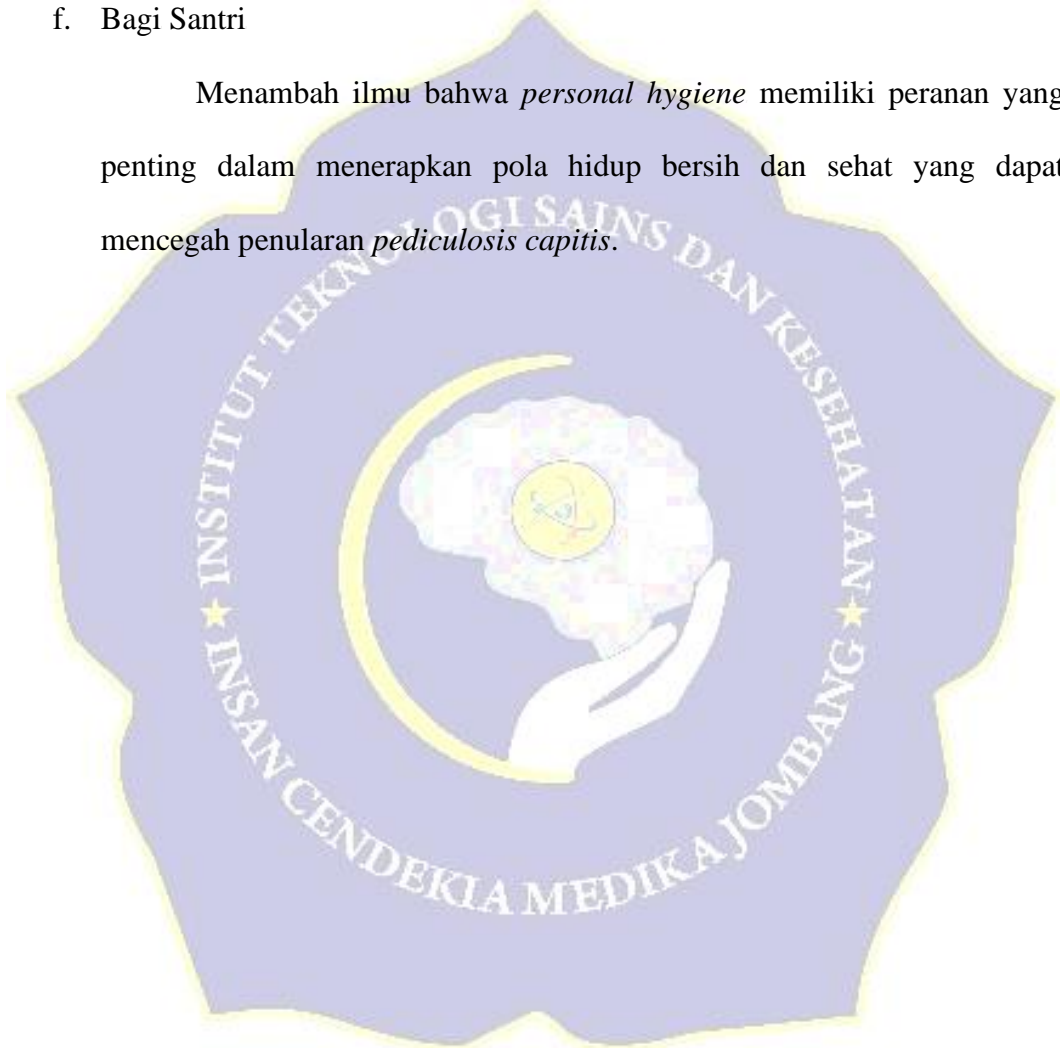 f. Bagi Santri
Menambah ilmu bahwa personal hygiene memiliki peranan yang
penting dalam menerapkan pola hidup bersih dan sehat yang dapat
mencegah penularan pediculosis capitis.
INSTITUT TEKNOLOGI SAINS DAN KESEHATAN
INSAN CENDEKIA MEDIKA JOMBANG